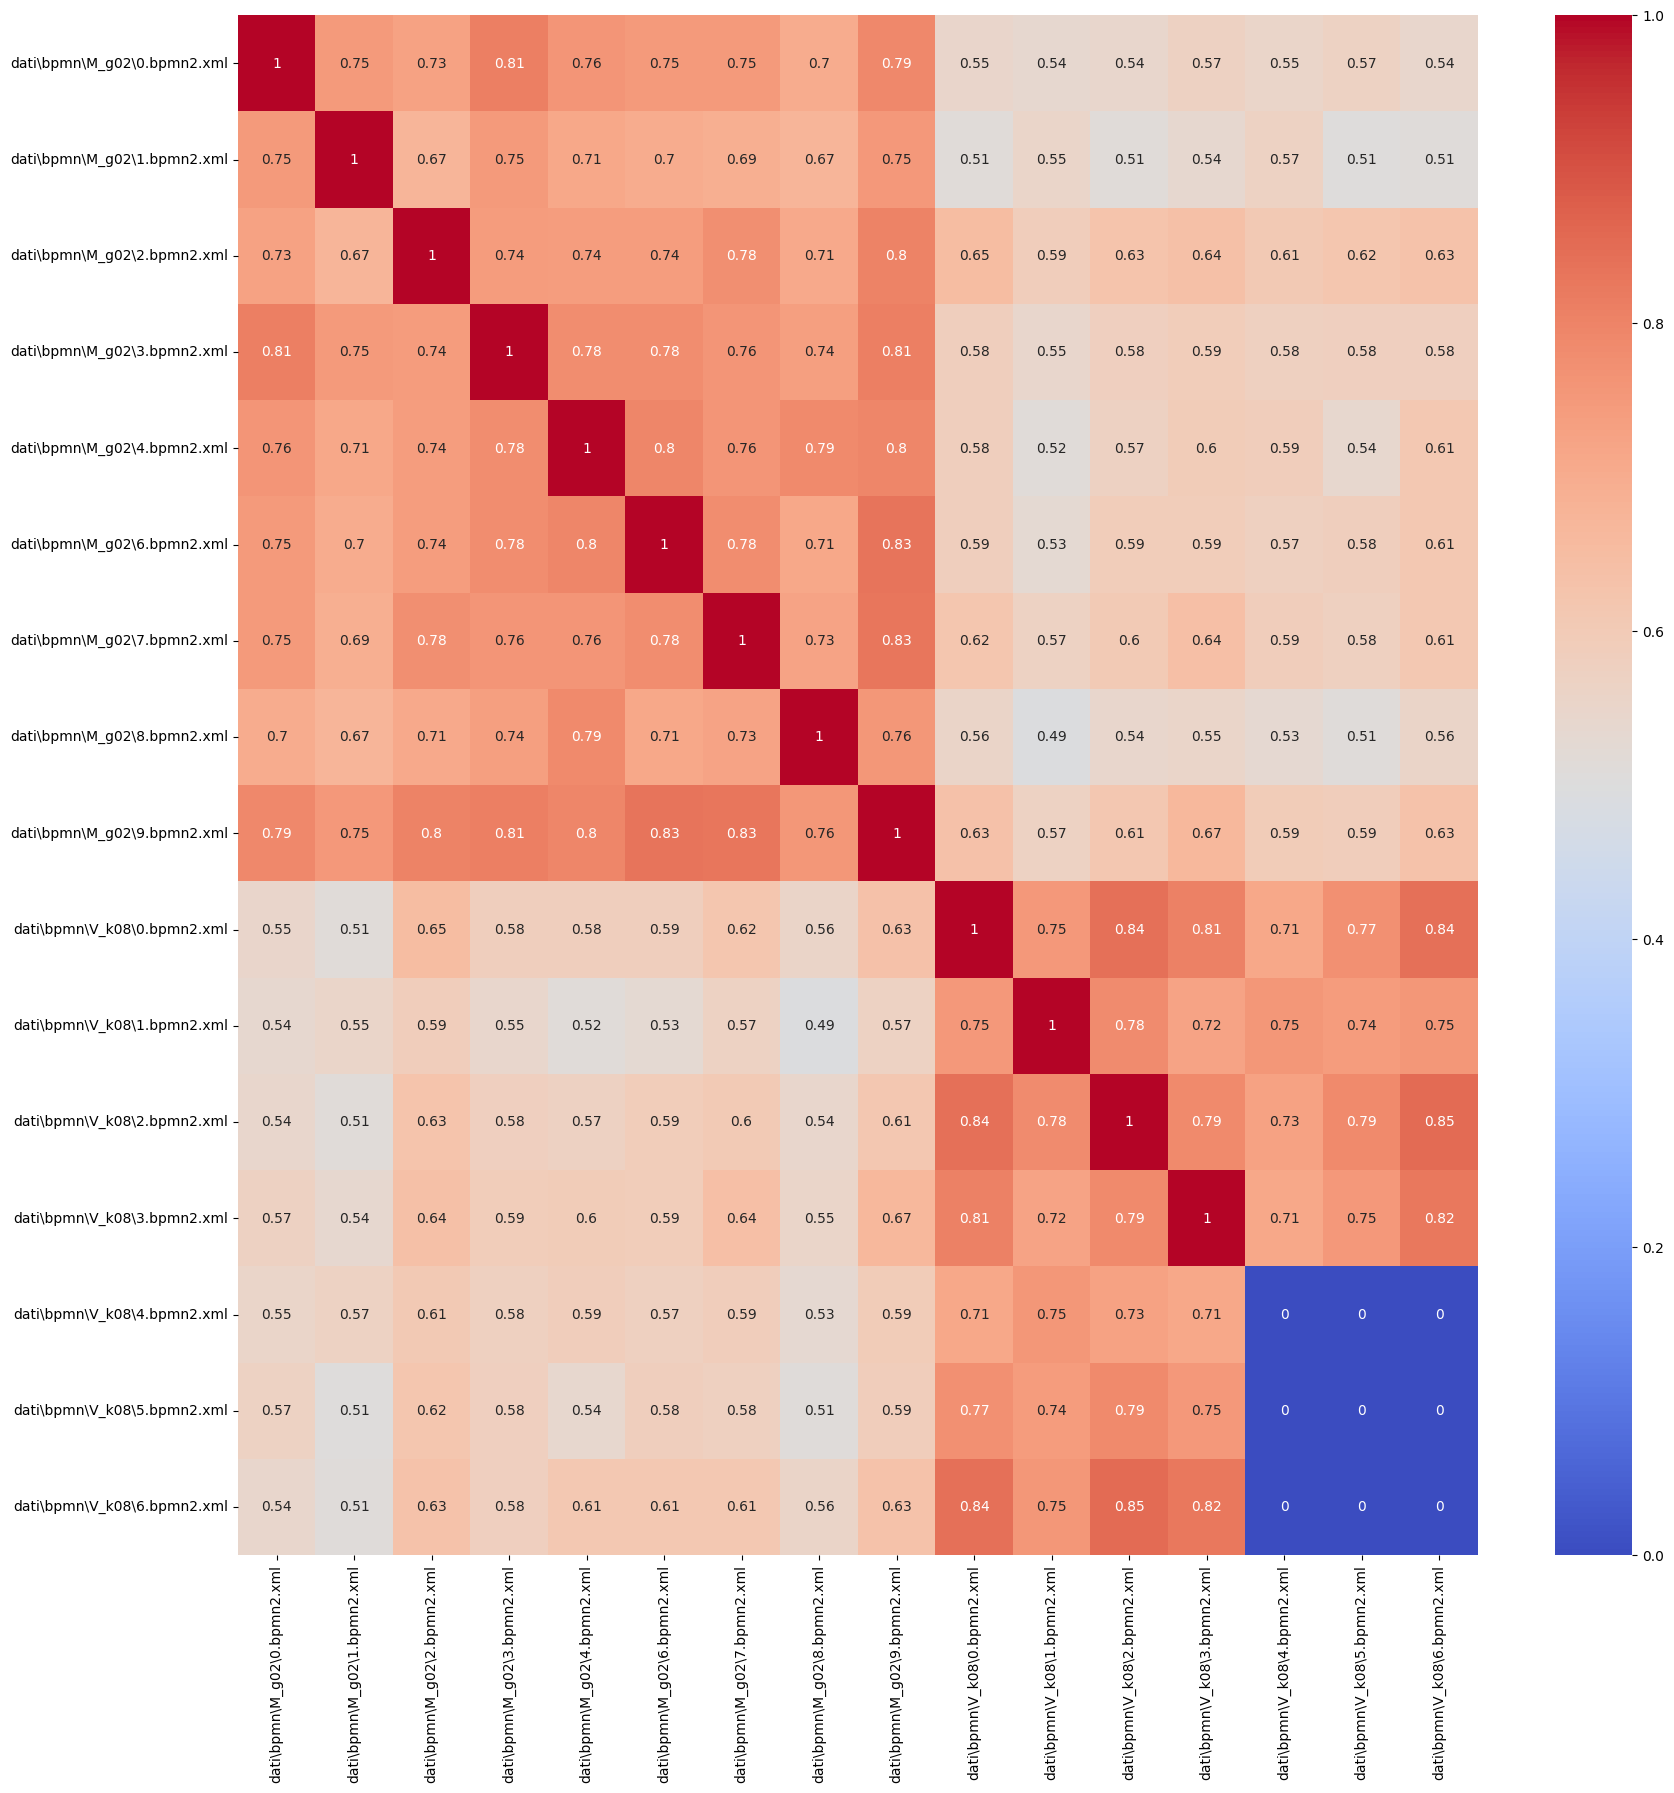 dati\bpmn\M_g02\0.bpmn2.xml 1 0.75 0.73 0.81 0.76 0.75 0.75 0.7 0.79 0.55 0.54 0.54 0.57 0.55 0.57 0.54
dati\bpmn\M_g02\1.bpmn2.xml 0.75 1 0.67 0.75 0.71 0.7 0.69 0.67 0.75 0.51 0.55 0.51 0.54 0.57 0.51 0.51
dati\bpmn\M_g02\2.bpmn2.xml 0.73 0.67 1 0.74 0.74 0.74 0.78 0.71 0.8 0.65 0.59 0.63 0.64 0.61 0.62 0.63
dati\bpmn\M_g02\3.bpmn2.xml 0.81 0.75 0.74 1 0.78 0.78 0.76 0.74 0.81 0.58 0.55 0.58 0.59 0.58 0.58 0.58
dati\bpmn\M_g02\4.bpmn2.xml 0.76 0.71 0.74 0.78 1 0.8 0.76 0.79 0.8 0.58 0.52 0.57 0.6 0.59 0.54 0.61
dati\bpmn\M_g02\6.bpmn2.xml 0.75 0.7 0.74 0.78 0.8 1 0.78 0.71 0.83 0.59 0.53 0.59 0.59 0.57 0.58 0.61
dati\bpmn\M_g02\7.bpmn2.xml 0.75 0.69 0.78 0.76 0.76 0.78 1 0.73 0.83 0.62 0.57 0.6 0.64 0.59 0.58 0.61
dati\bpmn\M_g02\8.bpmn2.xml 0.7 0.67 0.71 0.74 0.79 0.71 0.73 1 0.76 0.56 0.49 0.54 0.55 0.53 0.51 0.56
dati\bpmn\M_g02\9.bpmn2.xml 0.79 0.75 0.8 0.81 0.8 0.83 0.83 0.76 1 0.63 0.57 0.61 0.67 0.59 0.59 0.63
dati\bpmn\V_k08\0.bpmn2.xml 0.55 0.51 0.65 0.58 0.58 0.59 0.62 0.56 0.63 1 0.75 0.84 0.81 0.71 0.77 0.84
dati\bpmn\V_k08\1.bpmn2.xml 0.54 0.55 0.59 0.55 0.52 0.53 0.57 0.49 0.57 0.75 1 0.78 0.72 0.75 0.74 0.75
dati\bpmn\V_k08\2.bpmn2.xml 0.54 0.51 0.63 0.58 0.57 0.59 0.6 0.54 0.61 0.84 0.78 1 0.79 0.73 0.79 0.85
dati\bpmn\V_k08\3.bpmn2.xml 0.57 0.54 0.64 0.59 0.6 0.59 0.64 0.55 0.67 0.81 0.72 0.79 1 0.71 0.75 0.82
dati\bpmn\V_k08\4.bpmn2.xml 0.55 0.57 0.61 0.58 0.59 0.57 0.59 0.53 0.59 0.71 0.75 0.73 0.71 0 0 0
dati\bpmn\V_k08\5.bpmn2.xml 0.57 0.51 0.62 0.58 0.54 0.58 0.58 0.51 0.59 0.77 0.74 0.79 0.75 0 0 0
dati\bpmn\V_k08\6.bpmn2.xml 0.54 0.51 0.63 0.58 0.61 0.61 0.61 0.56 0.63 0.84 0.75 0.85 0.82 0 0 0
dati\bpmn\M_g02\0.bpmn2.xml
dati\bpmn\M_g02\1.bpmn2.xml
dati\bpmn\M_g02\2.bpmn2.xml
dati\bpmn\M_g02\3.bpmn2.xml
dati\bpmn\M_g02\4.bpmn2.xml
dati\bpmn\M_g02\6.bpmn2.xml
dati\bpmn\M_g02\7.bpmn2.xml
dati\bpmn\M_g02\8.bpmn2.xml
dati\bpmn\M_g02\9.bpmn2.xml
dati\bpmn\V_k08\0.bpmn2.xml
dati\bpmn\V_k08\1.bpmn2.xml
dati\bpmn\V_k08\2.bpmn2.xml
dati\bpmn\V_k08\3.bpmn2.xml
dati\bpmn\V_k08\4.bpmn2.xml
dati\bpmn\V_k08\5.bpmn2.xml
dati\bpmn\V_k08\6.bpmn2.xml
1.0
0.8
0.6
0.4
0.2
0.0